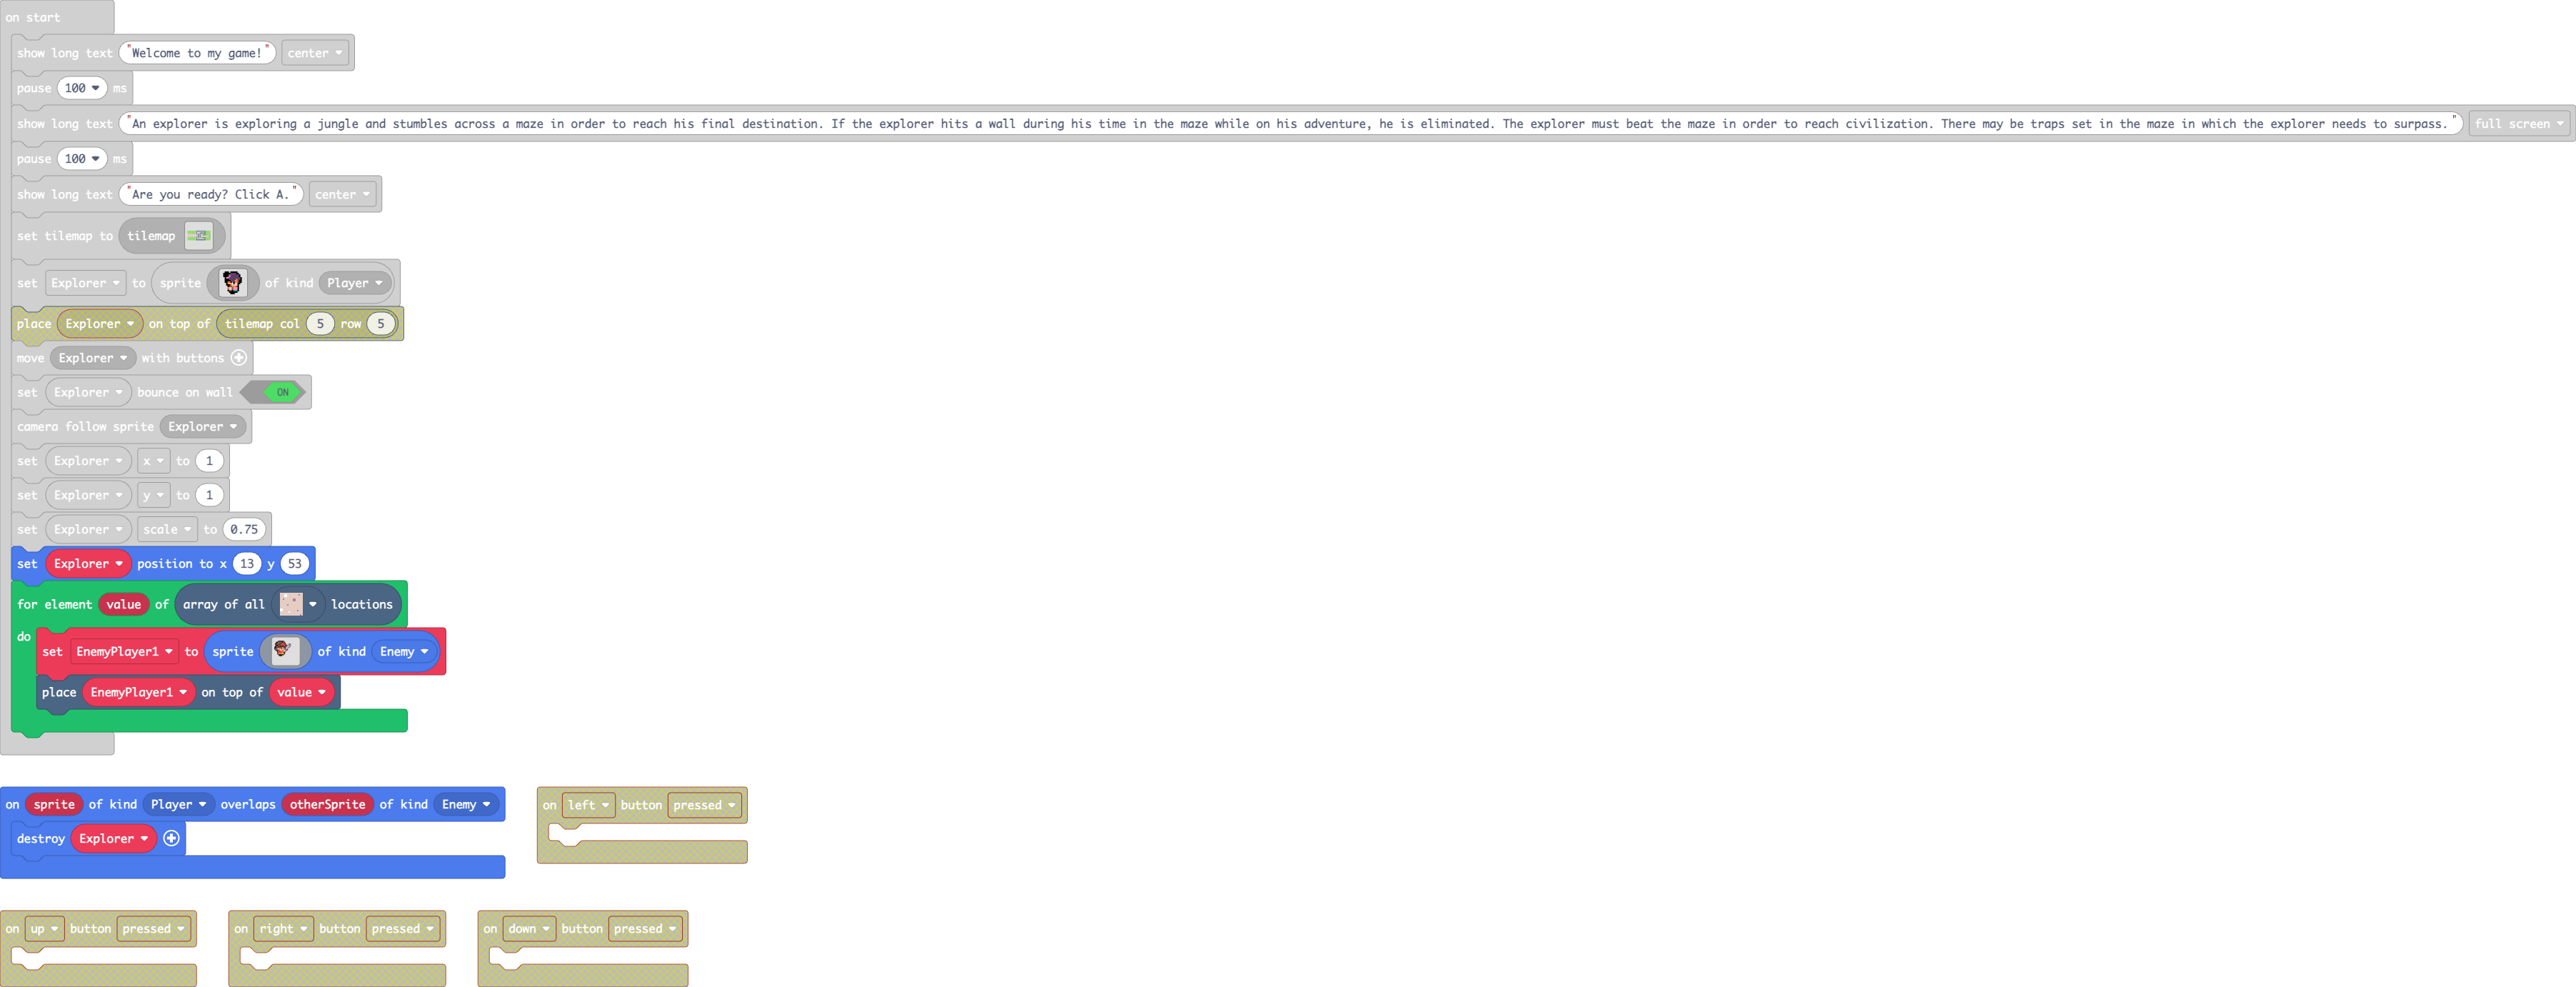 on start
show long text "Welcome to my game!" center
pause 100 ms
show long text "An explorer is exploring a jungle and stumbles across a maze in order to reach his final destination. If the explorer hits a wall during his time in the maze while on his adventure, he is eliminated. The explorer must beat the maze in order to reach civilization. There may be traps set in the maze in which the explorer needs to surpass." full screen
pause 100 ms
show long text "Are you ready? Click A." center
set tilemap to tilemap
set Explorer to sprite of kind Player
place Explorer on top of tilemap col 5 row 5
move Explorer with buttons
set Explorer bounce on wall ON
camera follow sprite Explorer
set Explorer x to 1
set Explorer y to 1
set Explorer scale to 0.75
set Explorer position to x 13 y 53
for element value of array of all locations
do
set EnemyPlayer1 to sprite of kind Enemy
place EnemyPlayer1 on top of value
on sprite of kind Player overlaps otherSprite of kind Enemy
destroy Explorer
on left button pressed
on up button pressed
on right button pressed
on down button pressed